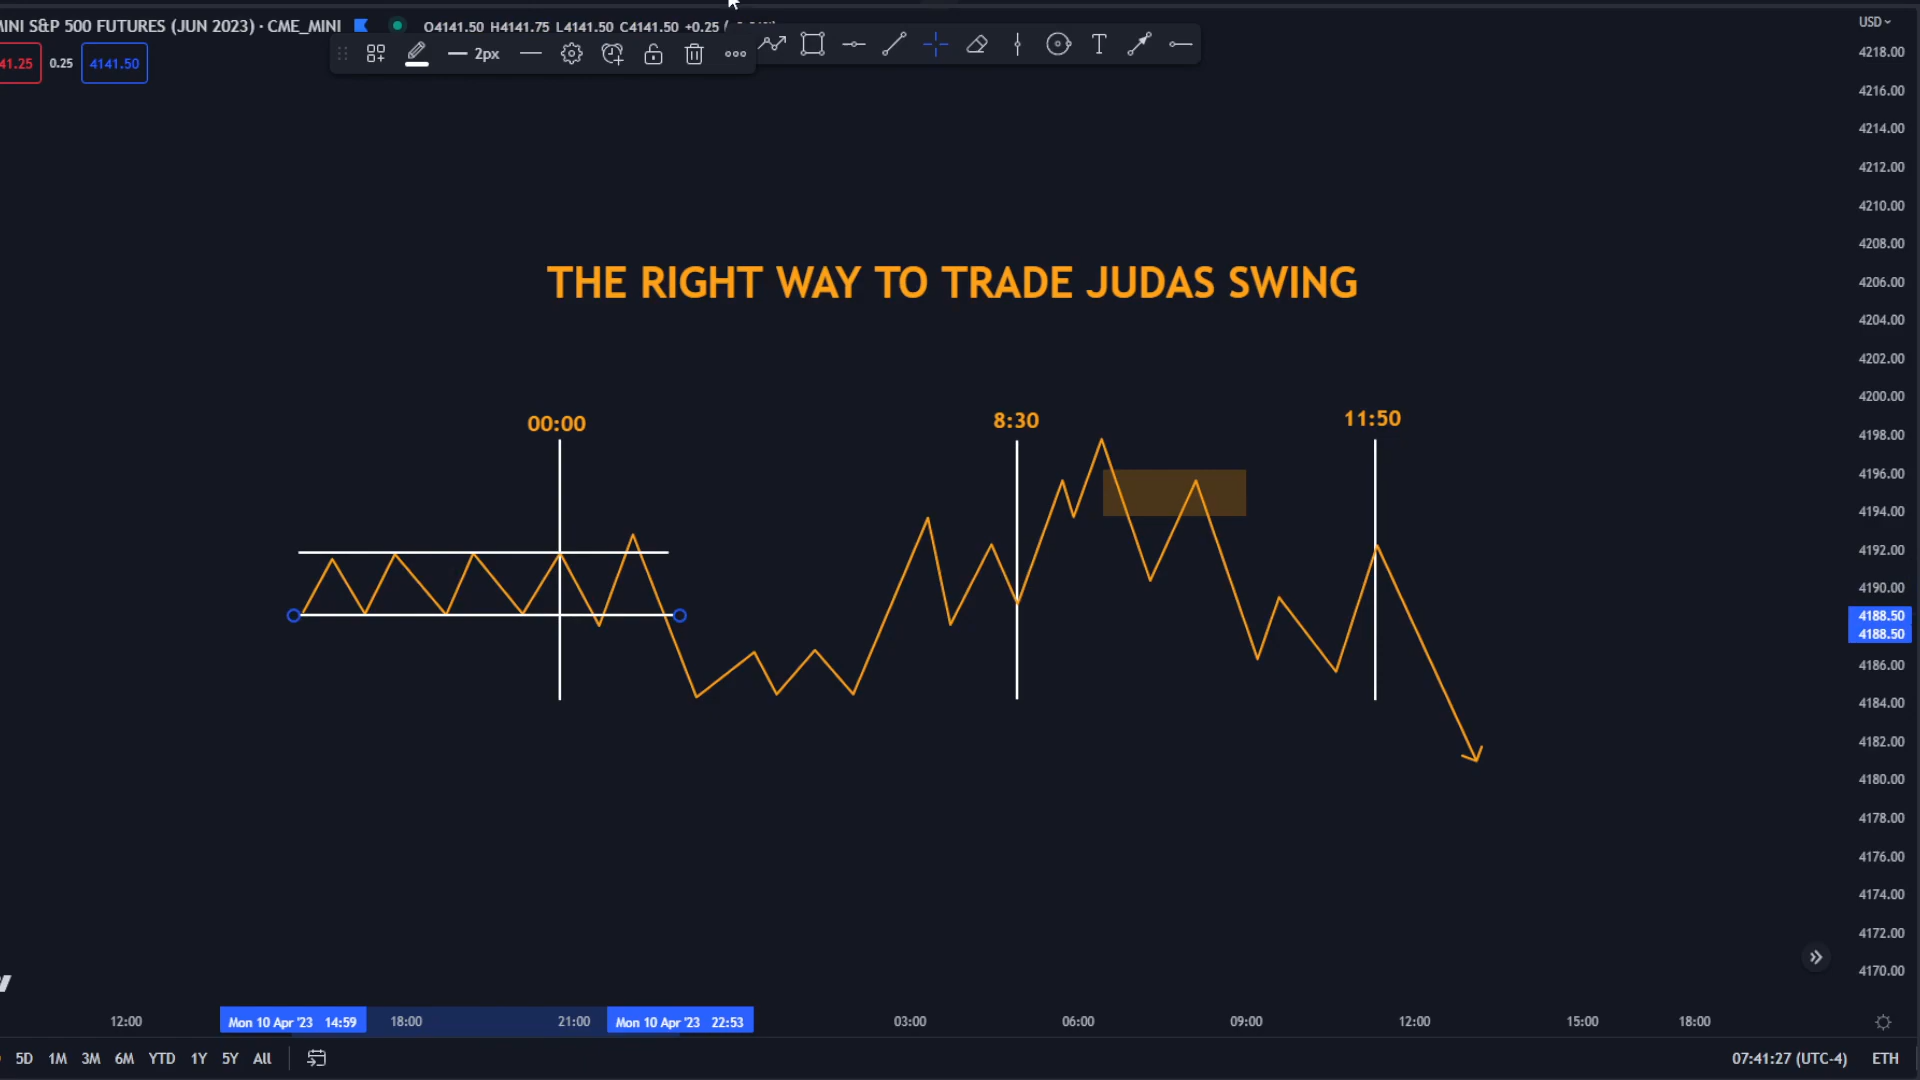 MINI S&P 500 FUTURES (JUN 2023) · CME_MINI O4141.50 H4141.75 L4141.50 C4141.50 +0.25
41.25 0.25 4141.50
2px
T
USD
4218.00
4216.00
4214.00
4212.00
4210.00
4208.00
4206.00
4204.00
4202.00
4200.00
4198.00
4196.00
4194.00
4192.00
4190.00
4188.50
4188.50
4186.00
4184.00
4182.00
4180.00
4178.00
4176.00
4174.00
4172.00
4170.00
THE RIGHT WAY TO TRADE JUDAS SWING
00:00 8:30 11:50
12:00 Mon 10 Apr '23 14:59 18:00 21:00 Mon 10 Apr '23 22:53 03:00 06:00 09:00 12:00 15:00 18:00
5D 1M 3M 6M YTD 1Y 5Y All 07:41:27 (UTC-4) ETH